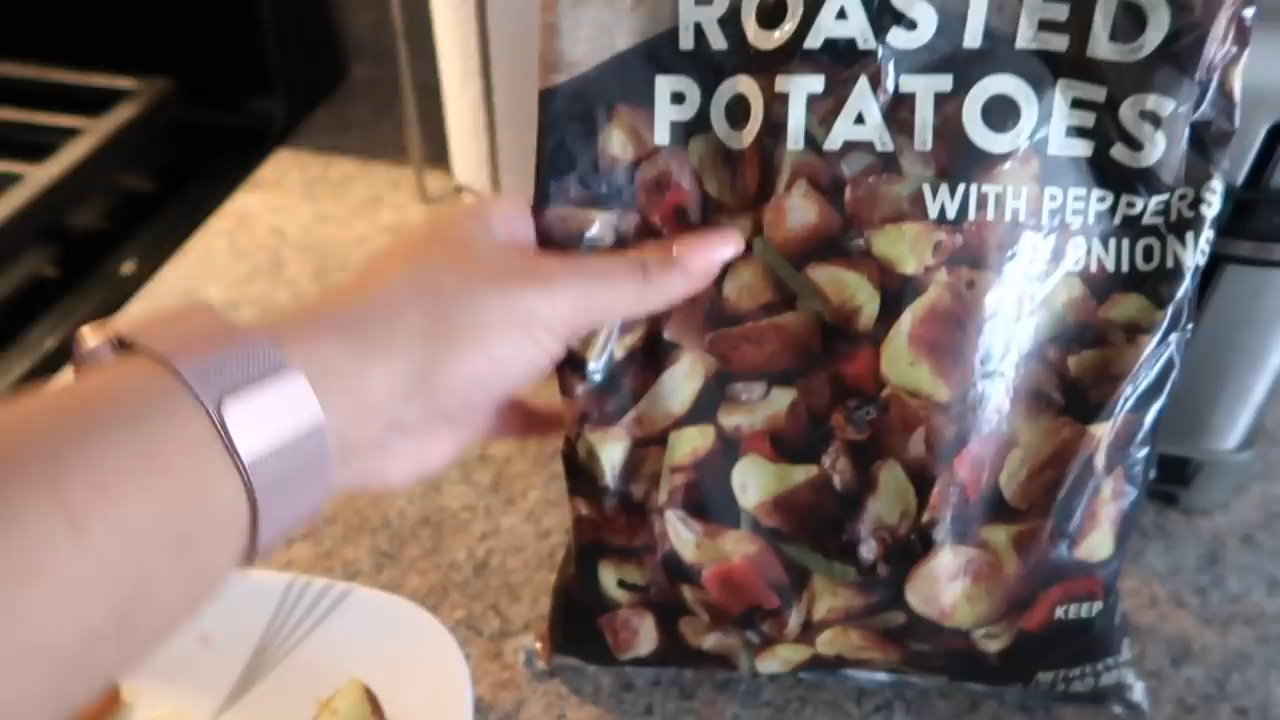 ROASTED
POTATOES
WITH PEPPERS
& ONIONS
KEEP